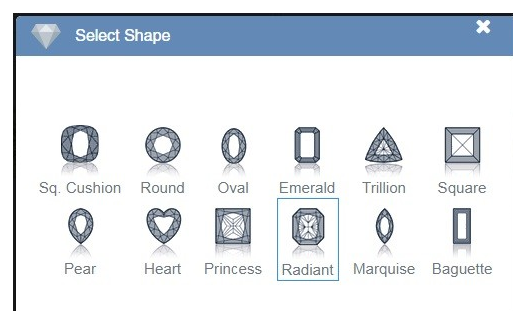 Select Shape
Sq. Cushion Round Oval Emerald Trillion Square
Pear Heart Princess Radiant Marquise Baguette